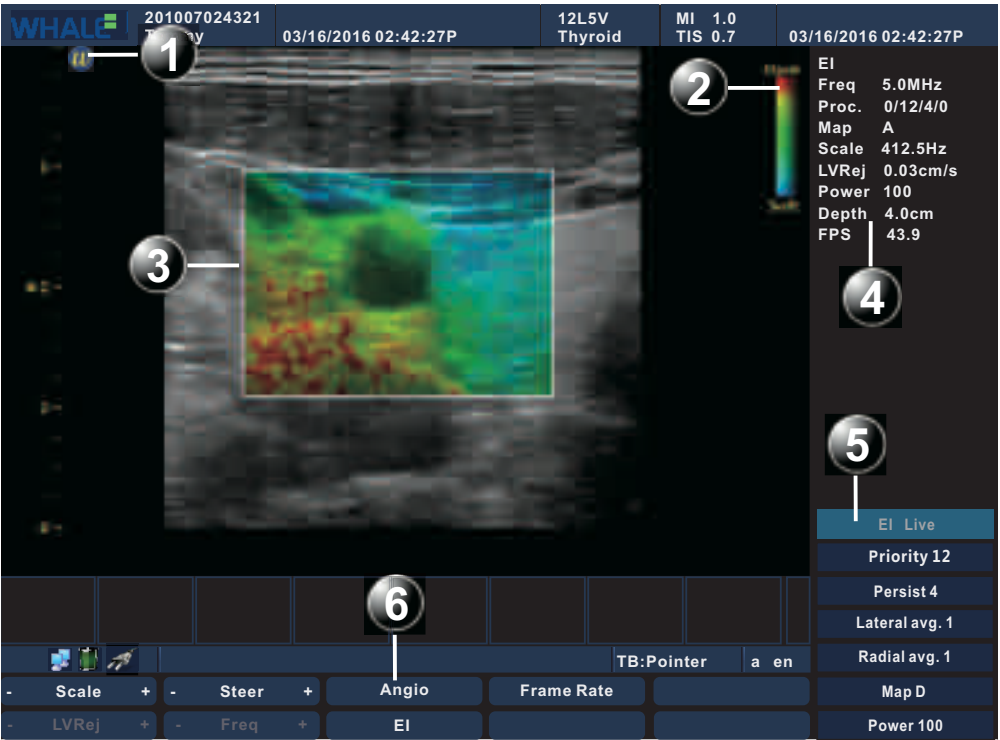 WHALE
201007024321
03/16/2016 02:42:27P
12L5V
Thyroid
MI 1.0
TIS 0.7
03/16/2016 02:42:27P
1
2
3
4
5
6
EI
Freq 5.0MHz
Proc. 0/12/4/0
Map A
Scale 412.5Hz
LVRej 0.03cm/s
Power 100
Depth 4.0cm
FPS 43.9
EI Live
Priority 12
Persist 4
Lateral avg. 1
Radial avg. 1
Map D
Power 100
TB:Pointer a en
- Scale + - Steer + Angio Frame Rate
- LVRej + - Freq + EI